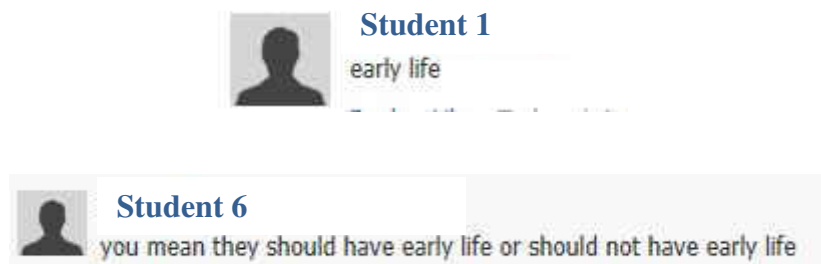 Student 1
early life
Student 6
you mean they should have early life or should not have early life